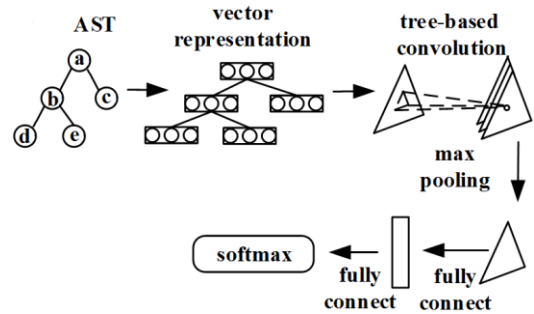 AST
a
b
c
d
e
vector
representation
tree-based
convolution
max
pooling
softmax
fully
connect
fully
connect